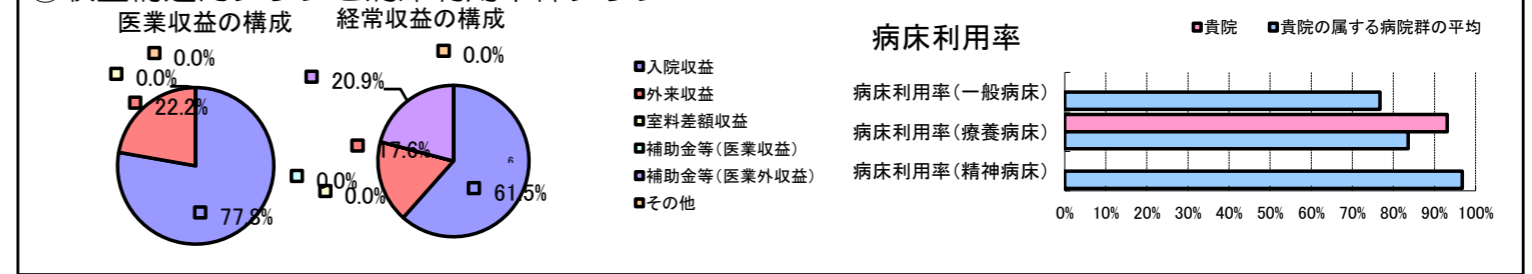 医業収益の構成
0.0%
0.0%
22.2%
77.8%
経常収益の構成
0.0%
20.9%
17.6%
0.0%
0.0%
61.5%
入院収益
外来収益
室料差額収益
補助金等(医業収益)
補助金等(医業外収益)
その他
病床利用率
貴院
貴院の属する病院群の平均
病床利用率(一般病床)
病床利用率(療養病床)
病床利用率(精神病床)
0% 10% 20% 30% 40% 50% 60% 70% 80% 90% 100%